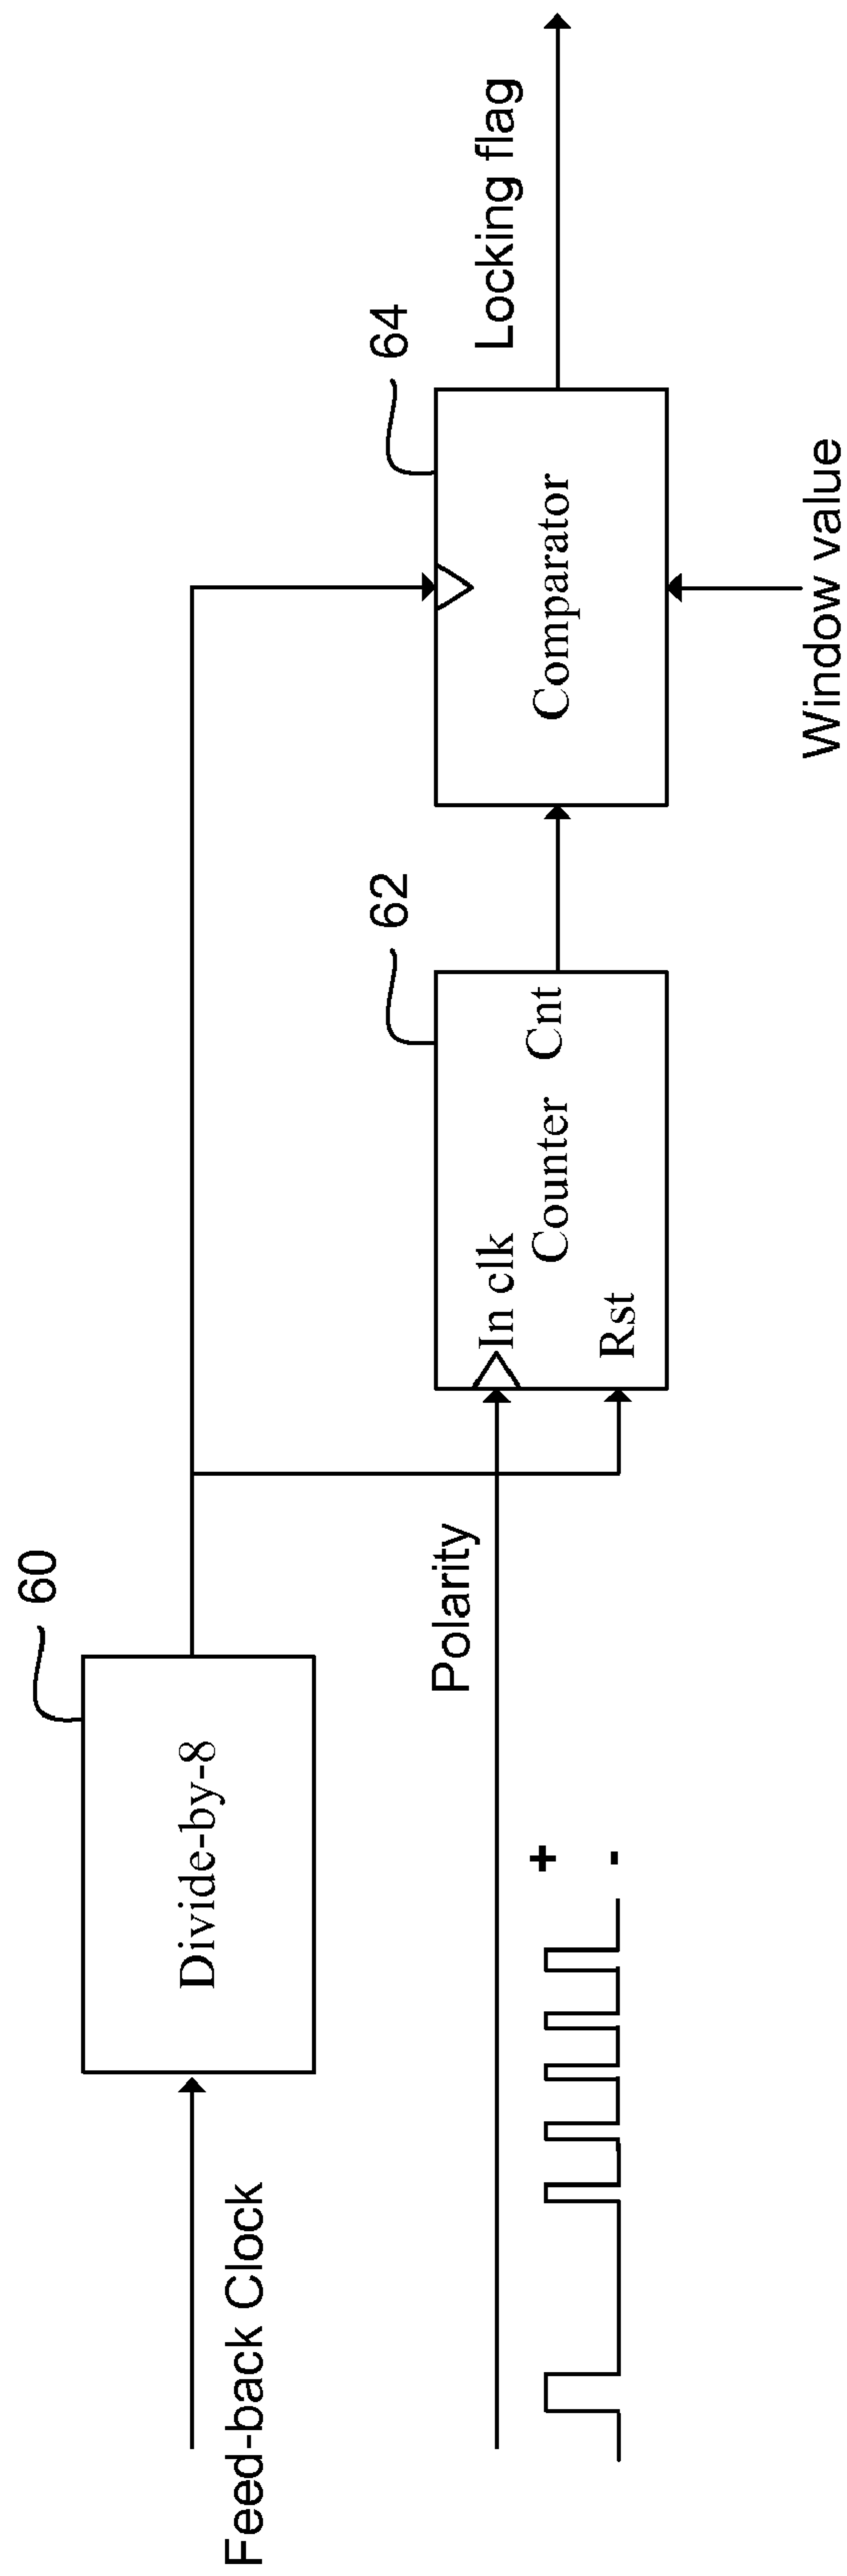 Feed-back Clock
Divide-by-8
60
Polarity
+
-
In clk
Counter
Cnt
Rst
62
Comparator
64
Window value
Locking flag